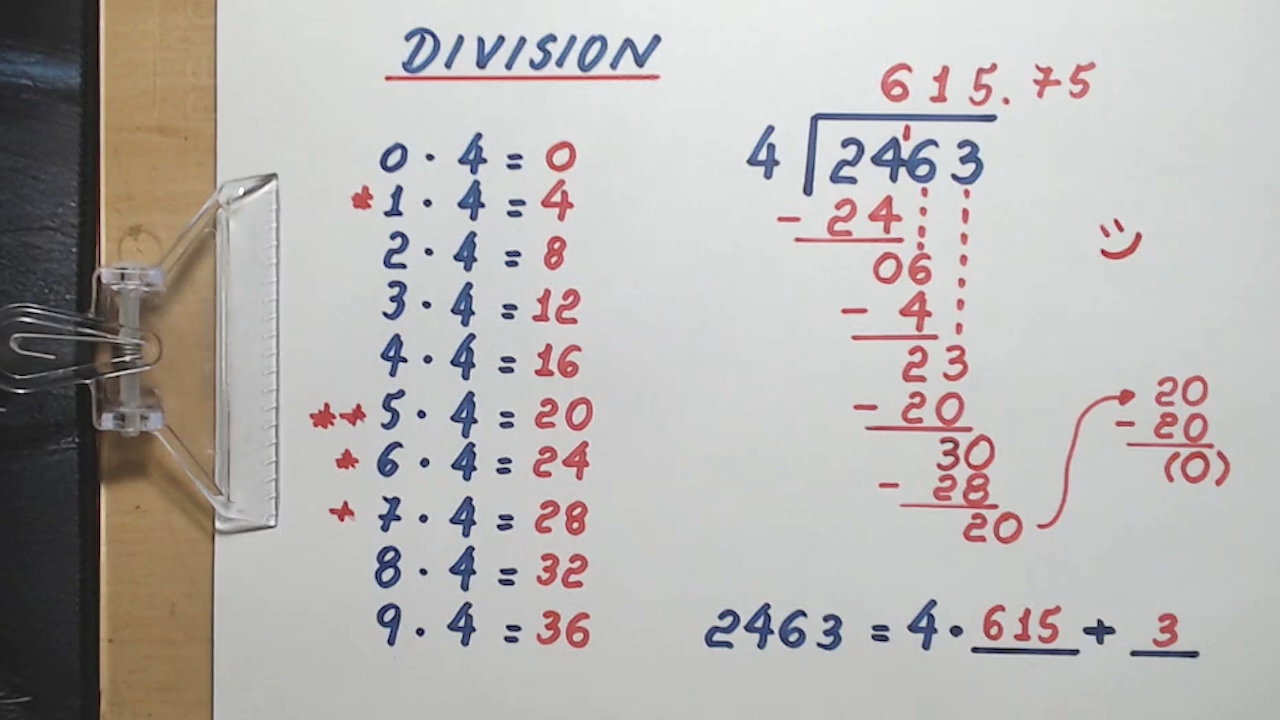 DIVISION
0 · 4 = 0
* 1 · 4 = 4
2 · 4 = 8
3 · 4 = 12
4 · 4 = 16
** 5 · 4 = 20
* 6 · 4 = 24
* 7 · 4 = 28
8 · 4 = 32
9 · 4 = 36
615.75
4 2463
- 24
06
- 4
23
- 20
30
- 28
20
20
- 20
(0)
2463 = 4 · 615 + 3